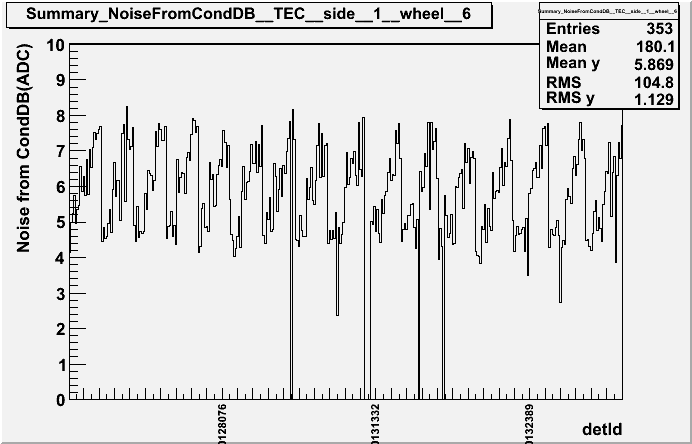 Summary_NoiseFromCondDB__TEC__side__1__wheel__6
Summary_NoiseFromCondDB__TEC__side__1__wheel__6
Entries 353
Mean 180.1
Mean y 5.869
RMS 104.8
RMS y 1.129
Noise from CondDB(ADC)
10
9
8
7
6
5
4
3
2
1
0
0128076
0131332
0132389
detId